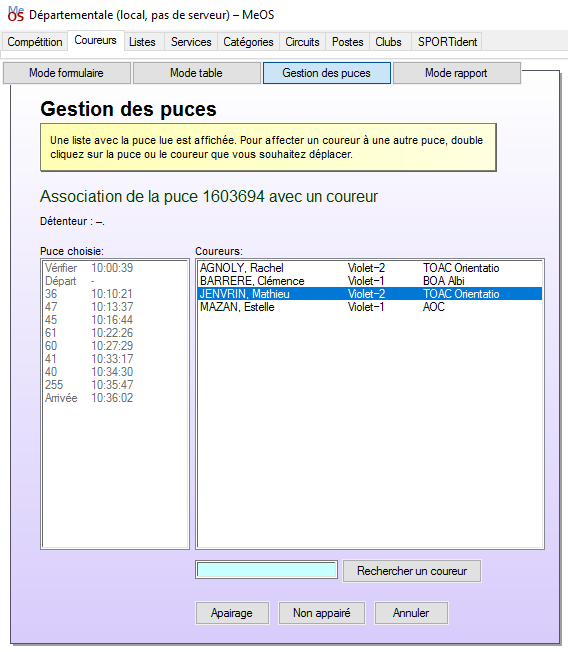 MeOS Départementale (local, pas de serveur) – MeOS
Compétition Coureurs Listes Services Catégories Circuits Postes Clubs SPORTident
Mode formulaire Mode table Gestion des puces Mode rapport
Gestion des puces
Une liste avec la puce lue est affichée. Pour affecter un coureur à une autre puce, double
cliquez sur la puce ou le coureur que vous souhaitez déplacer.
Association de la puce 1603694 avec un coureur
Détenteur : –.
Puce choisie:
Vérifier 10:00:39
Départ -
36 10:10:21
47 10:13:37
45 10:16:44
61 10:22:26
60 10:27:29
41 10:33:17
40 10:34:30
255 10:35:47
Arrivée 10:36:02
Coureurs:
AGNOLY, Rachel Violet-2 TOAC Orientatio
BARRERE, Clémence Violet-1 BOA Albi
JENVRIN, Mathieu Violet-2 TOAC Orientatio
MAZAN, Estelle Violet-1 AOC
Rechercher un coureur
Apairage Non appairé Annuler